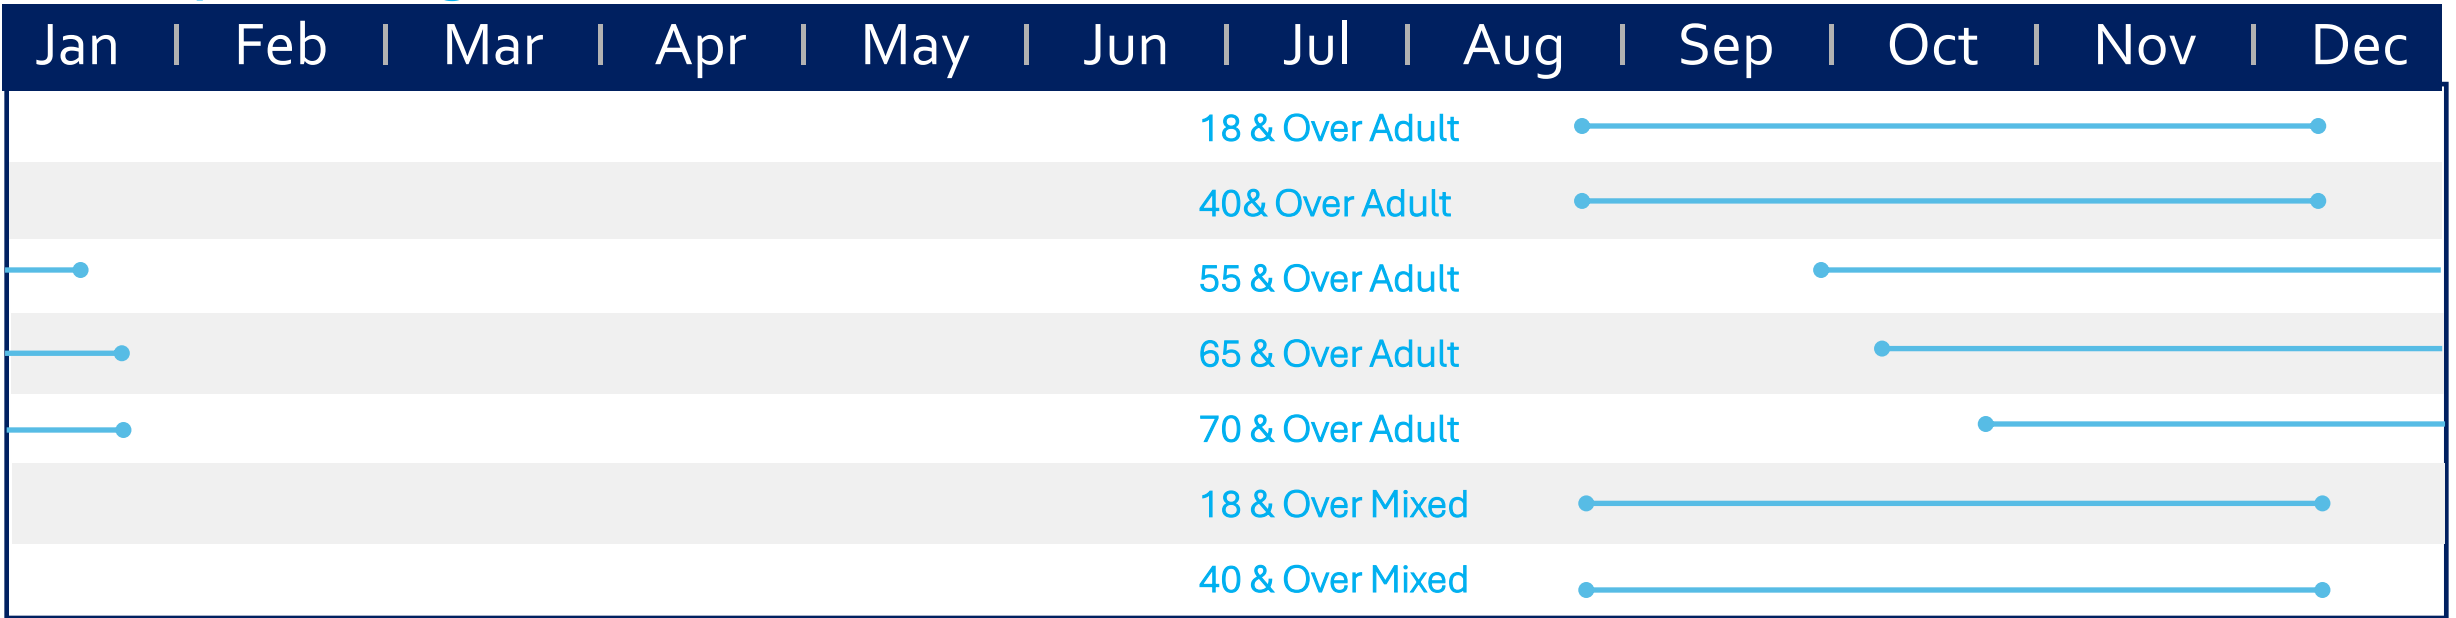 Jan | Feb | Mar | Apr | May | Jun | Jul | Aug | Sep | Oct | Nov | Dec
18 & Over Adult
40& Over Adult
55 & Over Adult
65 & Over Adult
70 & Over Adult
18 & Over Mixed
40 & Over Mixed